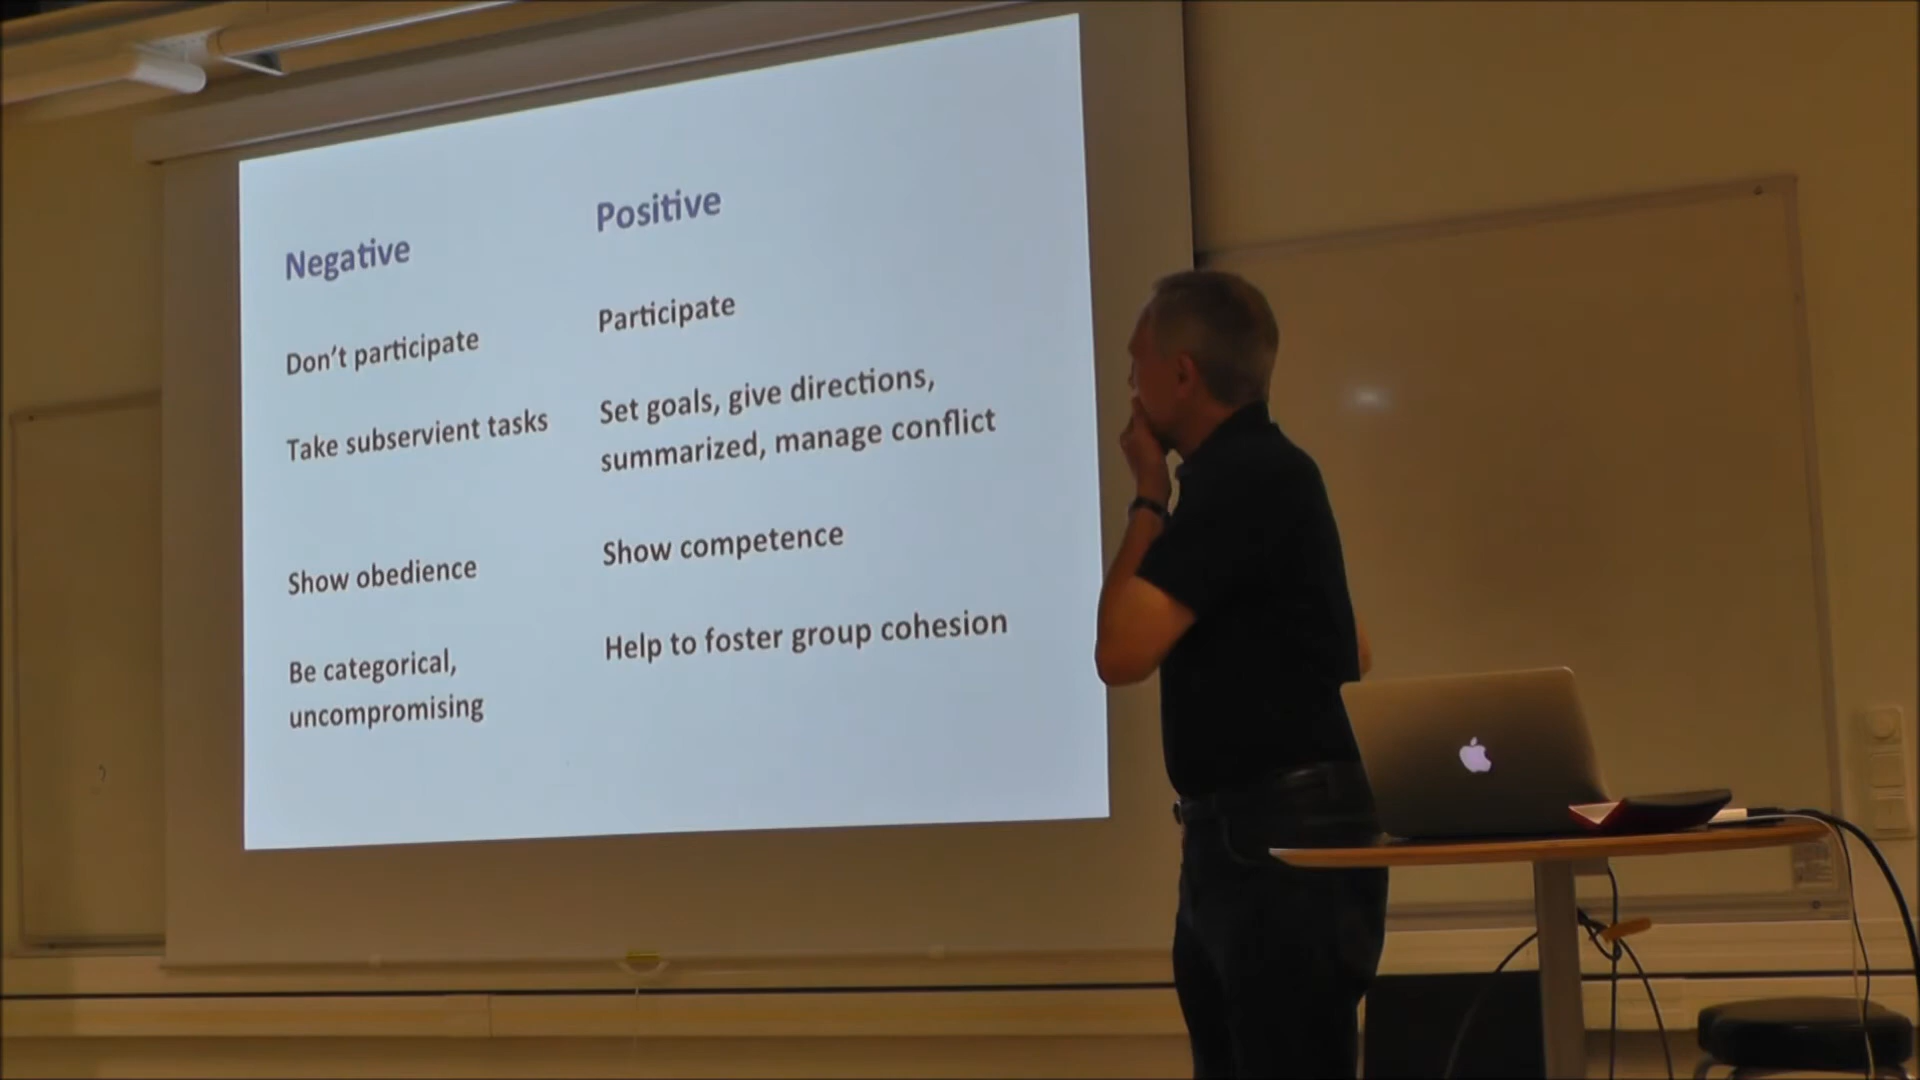 Negative
Don't participate
Take subservient tasks
Show obedience
Be categorical,
uncompromising
Positive
Participate
Set goals, give directions,
summarized, manage conflict
Show competence
Help to foster group cohesion